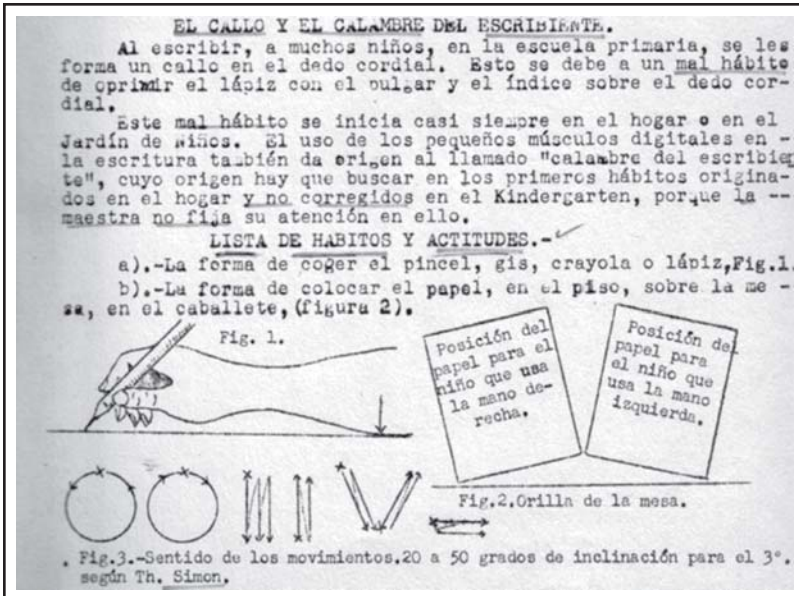 EL CALLO Y EL CALAMBRE DEL ESCRIBIENTE.
Al escribir, a muchos niños, en la escuela primaria, se les
forma un callo en el dedo cordial. Esto se debe a un mal hábito
de oprimir el lápiz con el pulgar y el índice sobre el dedo cor-
dial.
Este mal hábito se inicia casi siempre en el hogar o en el
Jardín de Niños. El uso de los pequeños músculos digitales en -
la escritura también da origen al llamado "calambre del escribien
te", cuyo origen hay que buscar en los primeros hábitos origina-
dos en el hogar y no corregidos en el Kindergarten, porque la --
maestra no fija su atención en ello.
LISTA DE HABITOS Y ACTITUDES.-
a).-La forma de coger el pincel, gis, crayola o lápiz,Fig.1.
b).-La forma de colocar el papel, en el piso, sobre la me -
sa, en el caballete,(figura 2).
Fig. 1.
Posición del
papel para el
niño que usa
la mano de-
recha.
Posición del
papel para
el niño que
usa la mano
izquierda.
Fig.2.Orilla de la mesa.
. Fig.3.-Sentido de los movimientos.20 a 50 grados de inclinación para el 3°.
según Th. Simon.